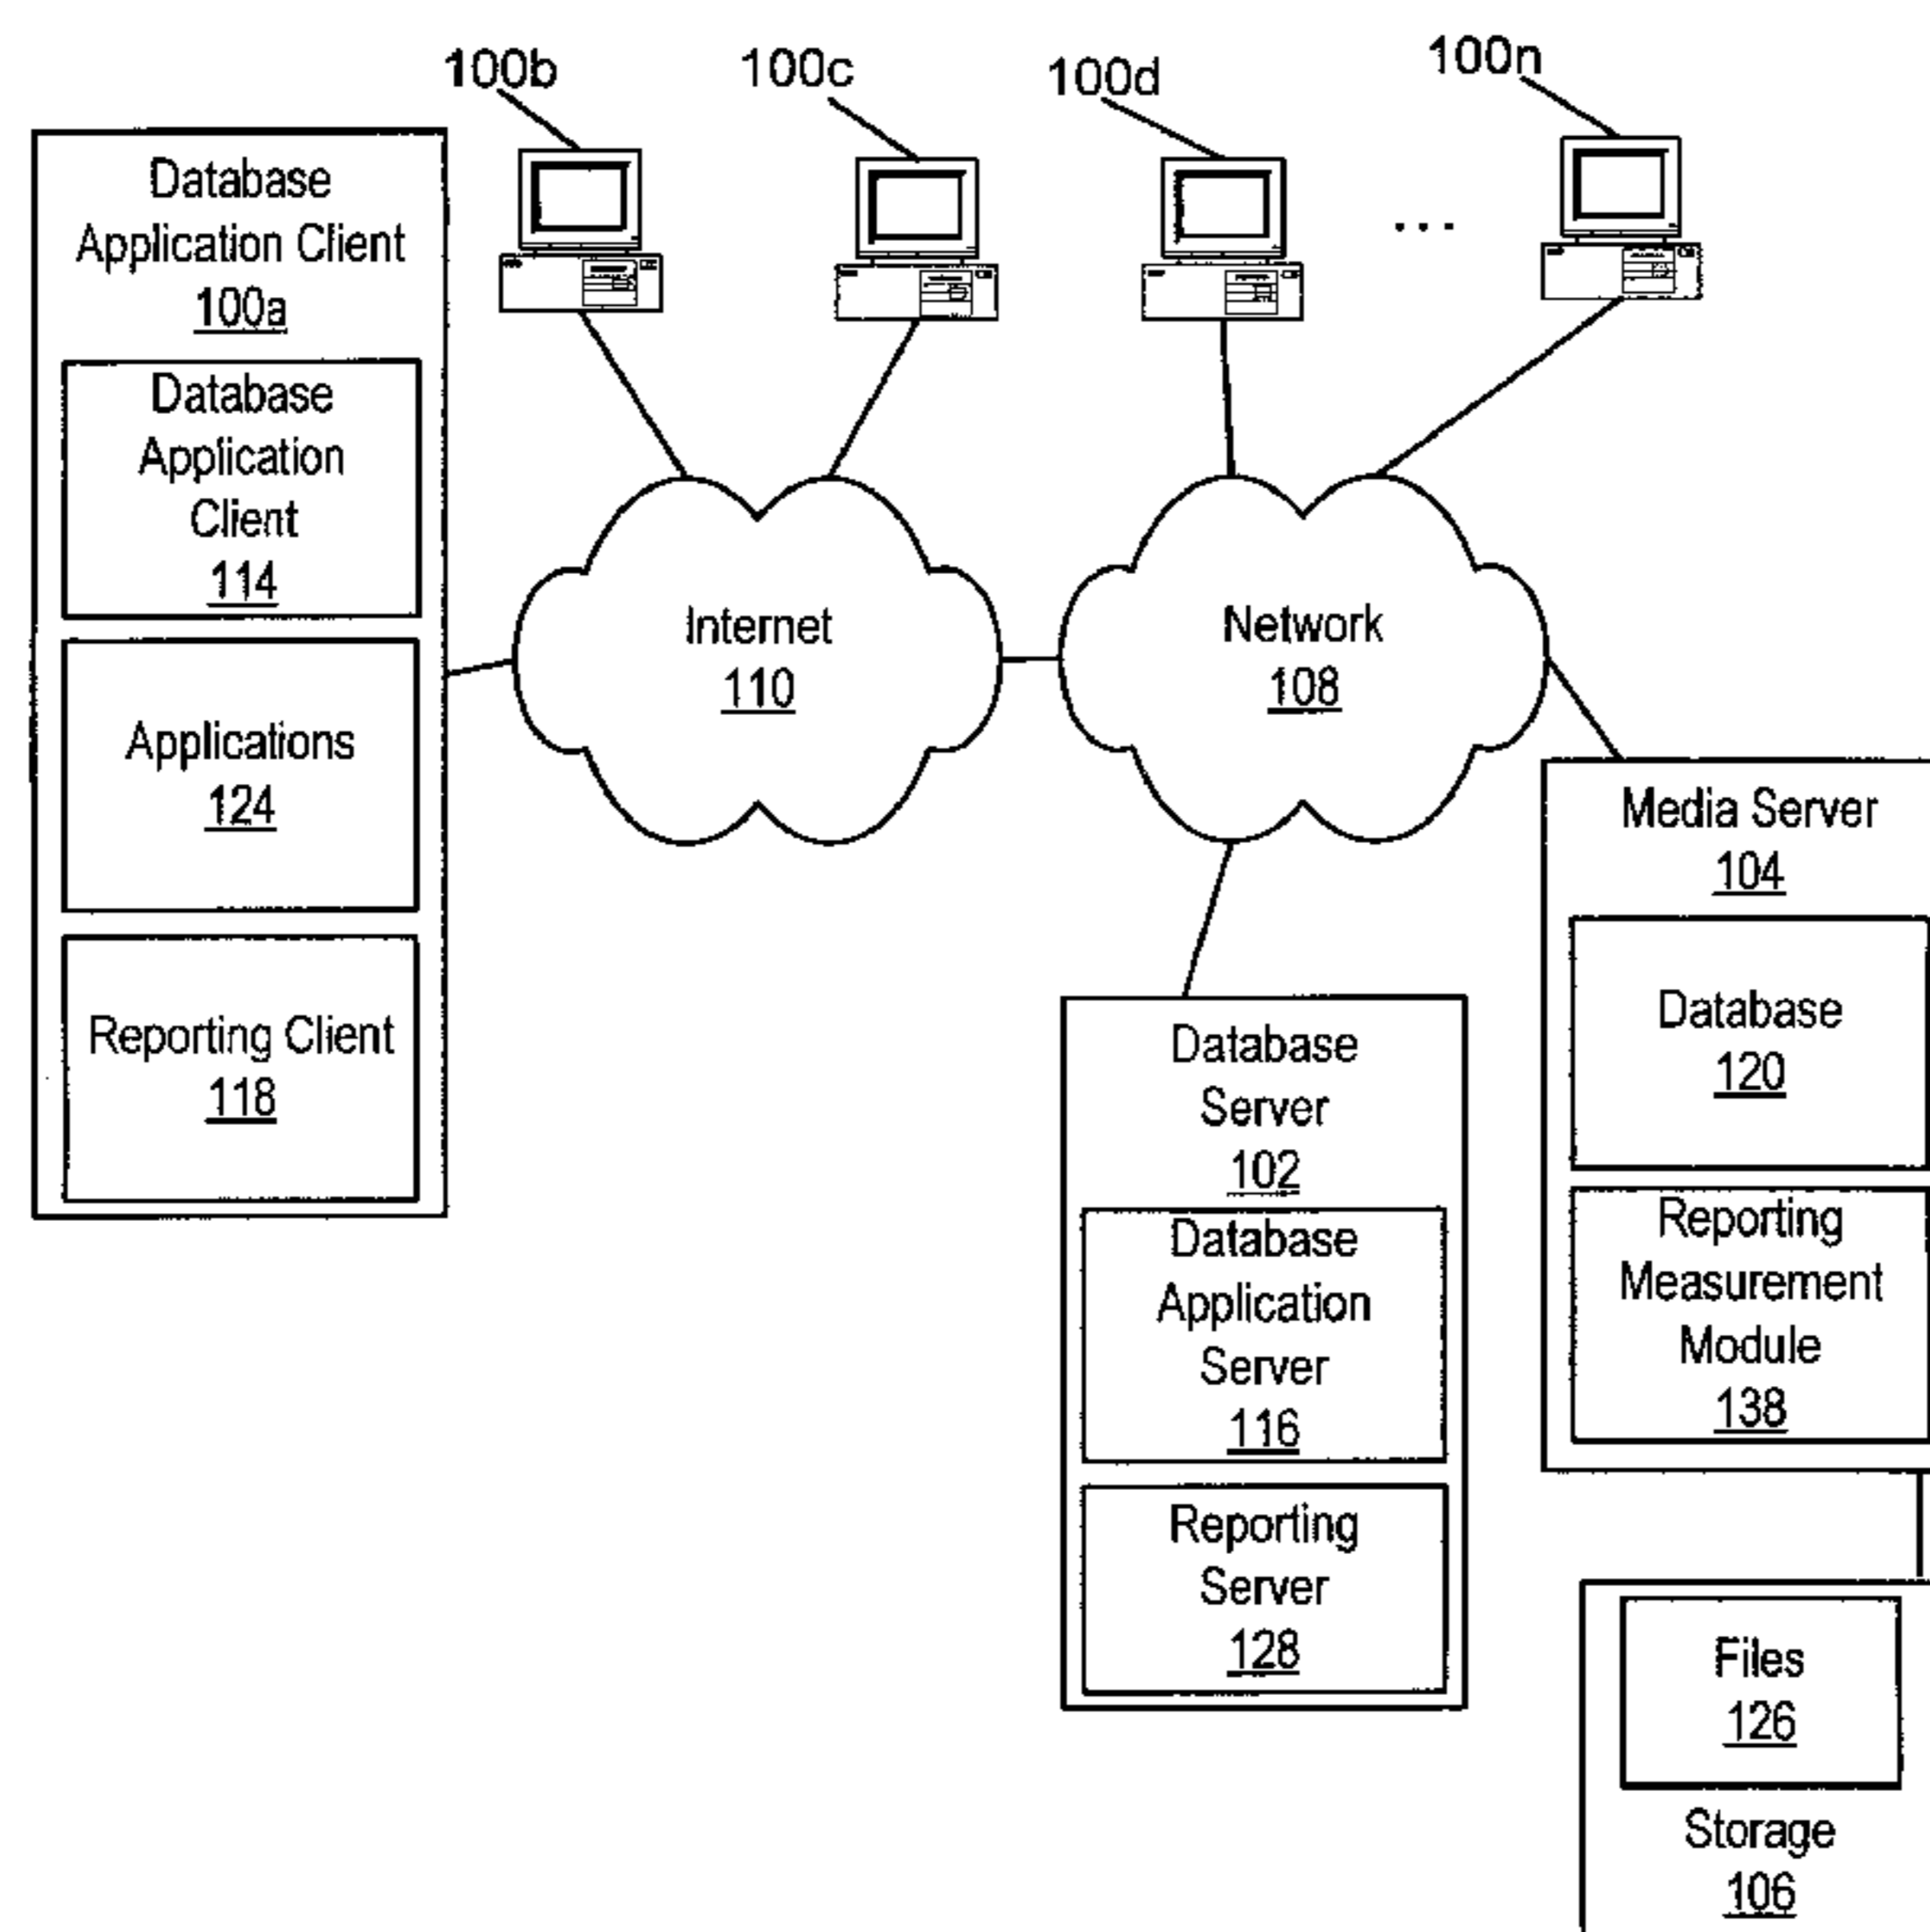 100b
100c
100d
100n
...
Database
Application Client
100a
Database
Application
Client
114
Applications
124
Reporting Client
118
Internet
110
Network
108
Media Server
104
Database
120
Reporting
Measurement
Module
138
Database
Server
102
Database
Application
Server
116
Reporting
Server
128
Files
126
Storage
106